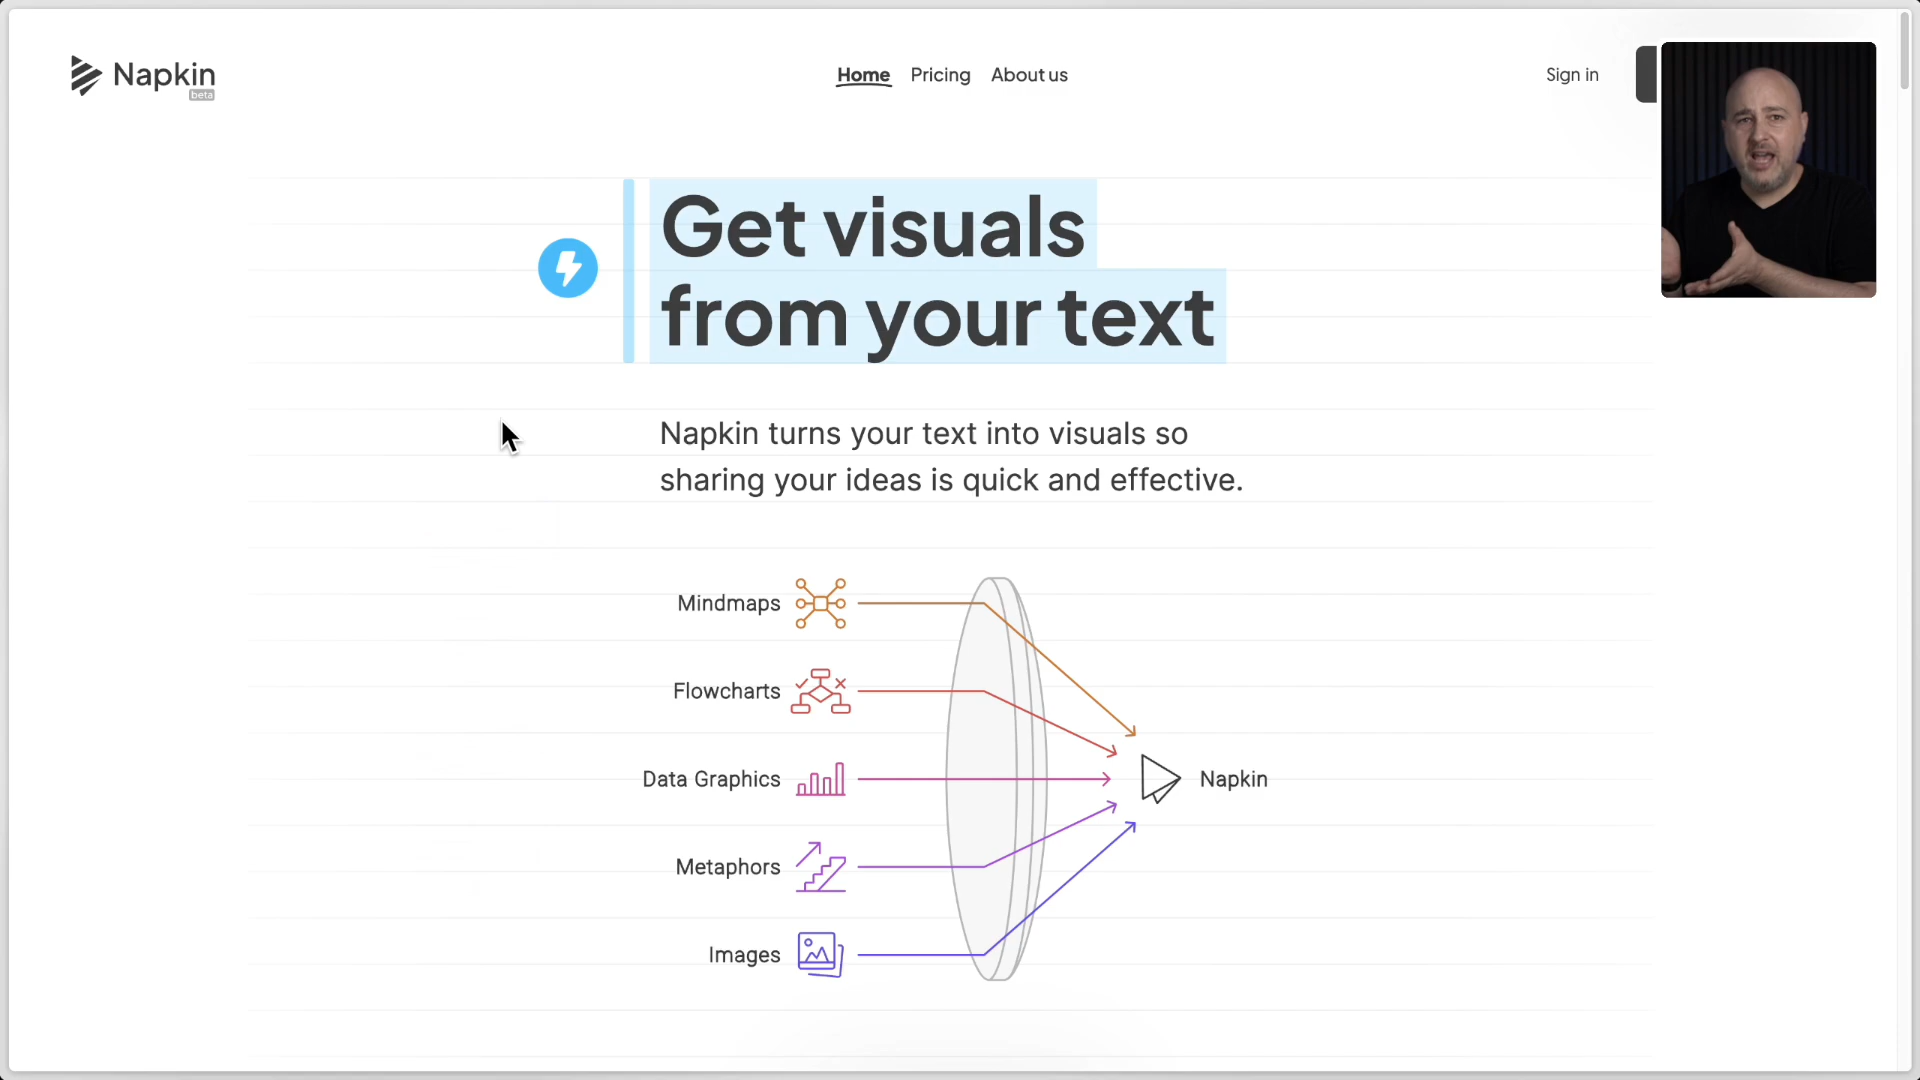 Napkin
beta
Home
Pricing
About us
Sign in
Get visuals
from your text
Napkin turns your text into visuals so
sharing your ideas is quick and effective.
Mindmaps
Flowcharts
Data Graphics
Napkin
Metaphors
Images